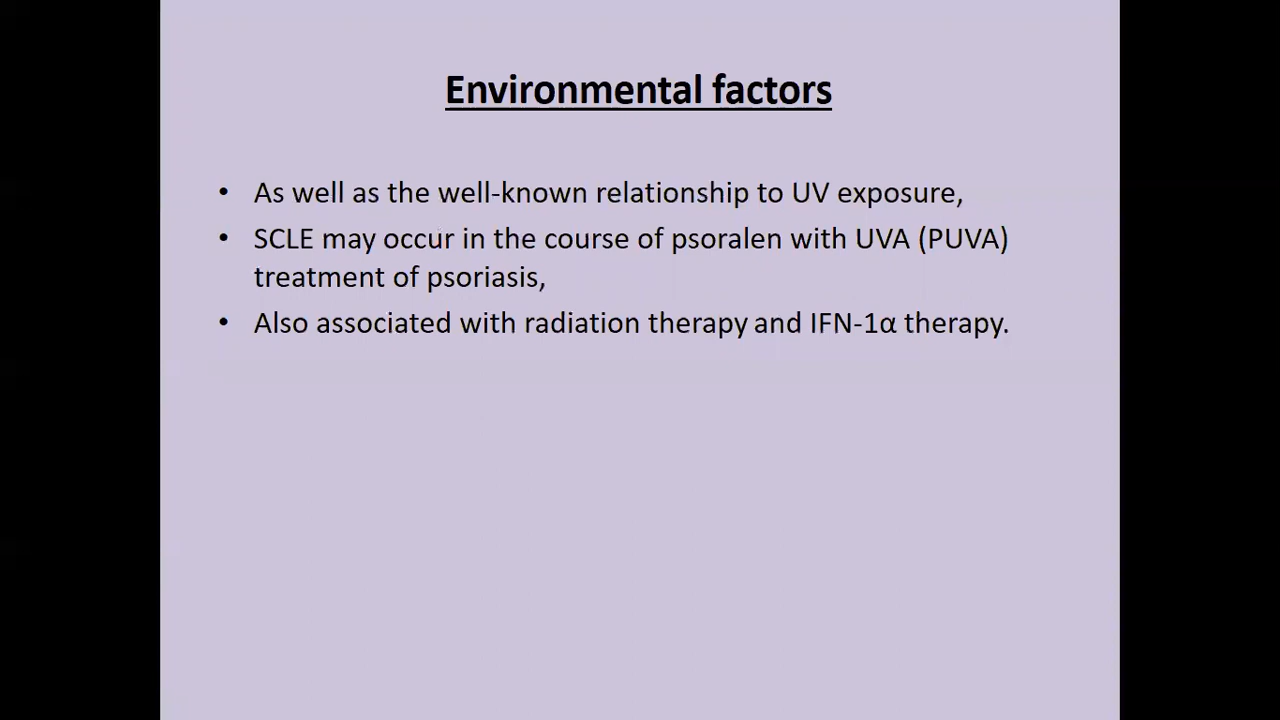 Environmental factors
• As well as the well-known relationship to UV exposure,
• SCLE may occur in the course of psoralen with UVA (PUVA)
treatment of psoriasis,
• Also associated with radiation therapy and IFN-1α therapy.